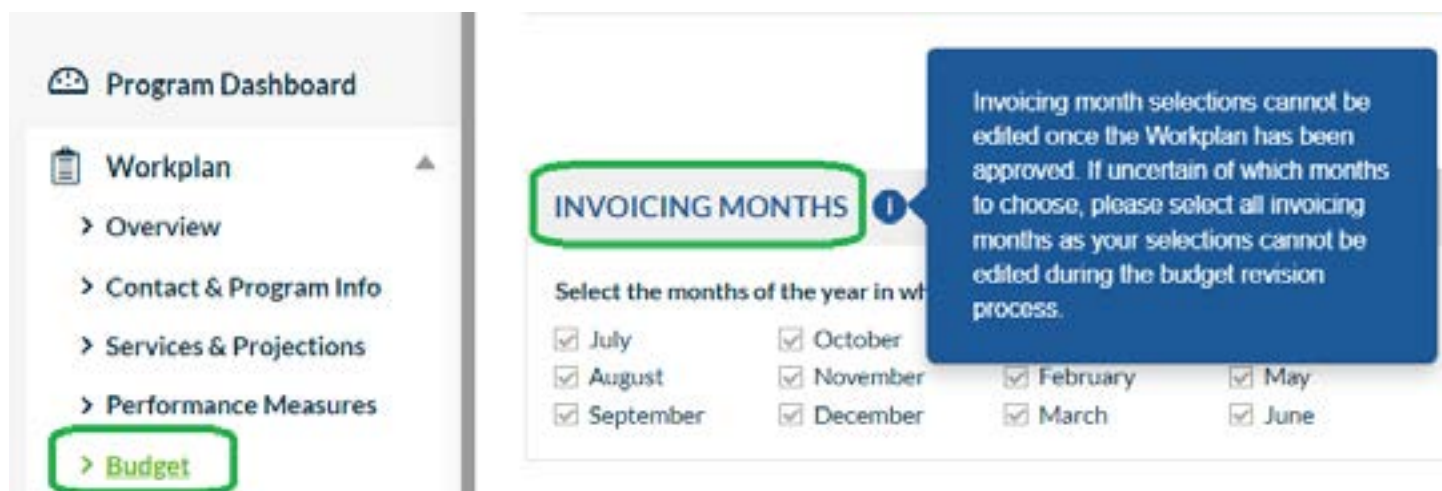 Program Dashboard
Workplan
> Overview
> Contact & Program Info
> Services & Projections
> Performance Measures
> Budget
INVOICING MONTHS i
Invoicing month selections cannot be
edited once the Workplan has been
approved. If uncertain of which months
to choose, please select all invoicing
months as your selections cannot be
edited during the budget revision
process.
Select the months of the year in
July October
August November February May
September December March June